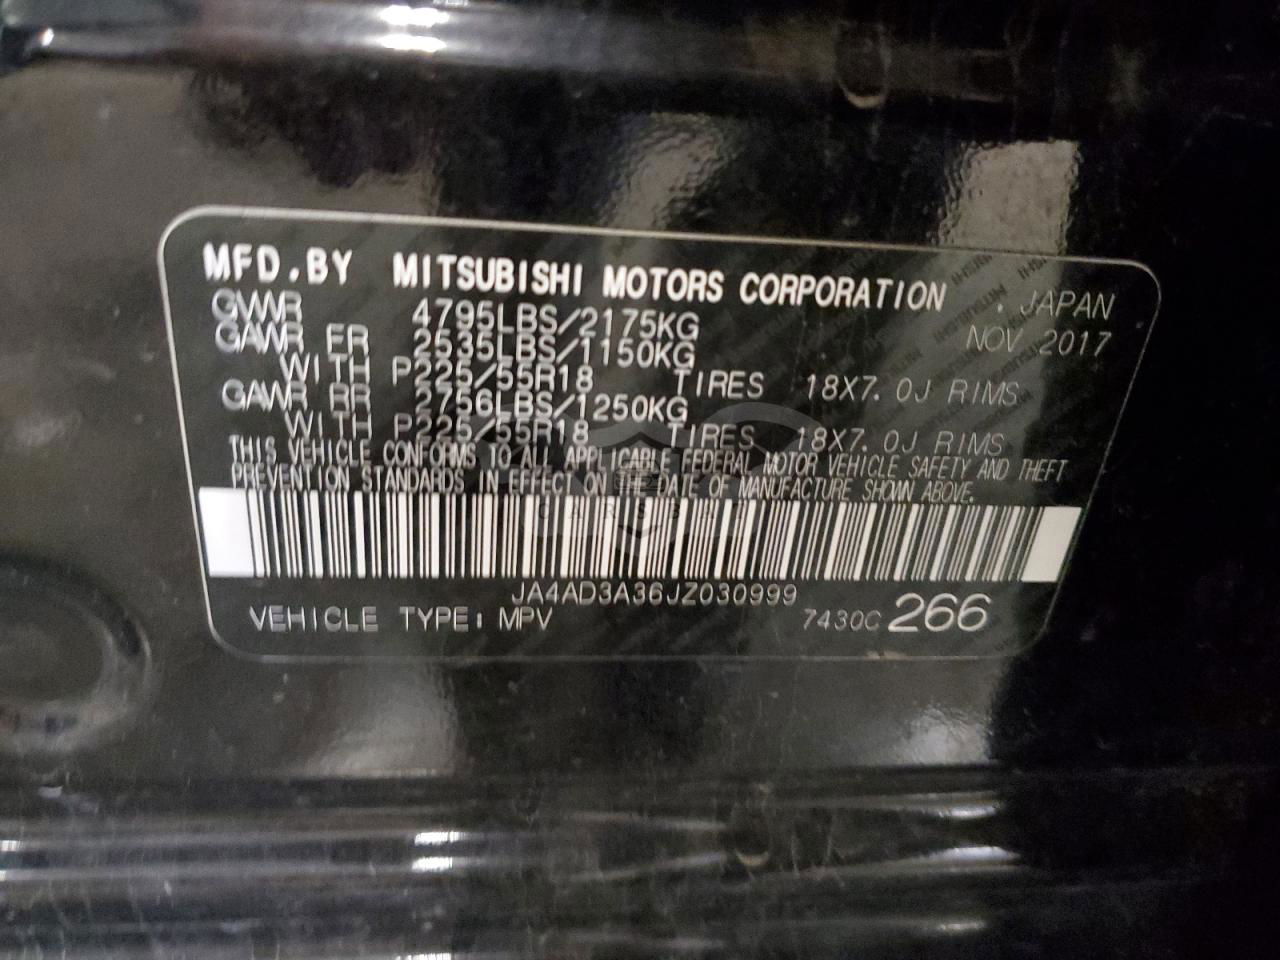 MFD.BY MITSUBISHI MOTORS CORPORATION . JAPAN
GVWR 4795LBS/2175KG NOV 2017
GAWR FR 2535LBS/1150KG
WITH P225/55R18 TIRES 18X7.0J RIMS
GAWR RR 2756LBS/1250KG
WITH P225/55R18 TIRES 18X7.0J RIMS
THIS VEHICLE CONFORMS TO ALL APPLICABLE FEDERAL MOTOR VEHICLE SAFETY AND THEFT
PREVENTION STANDARDS IN EFFECT ON THE DATE OF MANUFACTURE SHOWN ABOVE.
JA4AD3A36JZ030999
VEHICLE TYPE: MPV 7430C 266